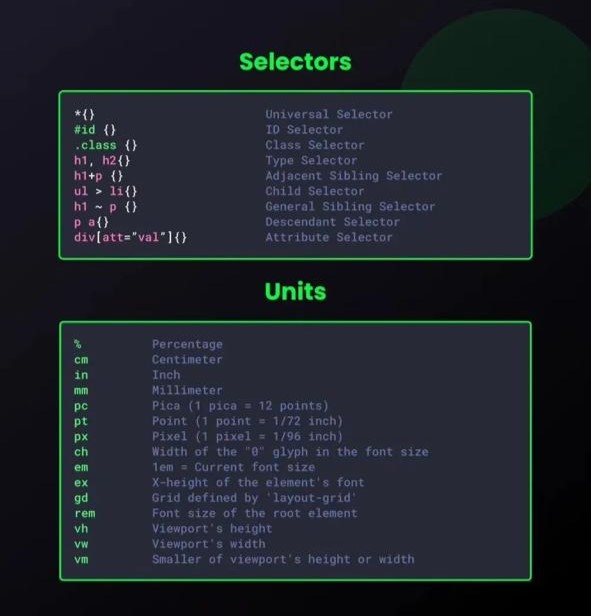 Selectors
*{} Universal Selector
#id {} ID Selector
.class {} Class Selector
h1, h2{} Type Selector
h1+p {} Adjacent Sibling Selector
ul > li{} Child Selector
h1 ~ p {} General Sibling Selector
p a{} Descendant Selector
div[att=”val”]{} Attribute Selector
Units
% Percentage
cm Centimeter
in Inch
mm Millimeter
pc Pica (1 pica = 12 points)
pt Point (1 point = 1/72 inch)
px Pixel (1 pixel = 1/96 inch)
ch Width of the "0" glyph in the font size
em 1em = Current font size
ex X-height of the element's font
gd Grid defined by 'layout-grid'
rem Font size of the root element
vh Viewport's height
vw Viewport's width
vm Smaller of viewport's height or width